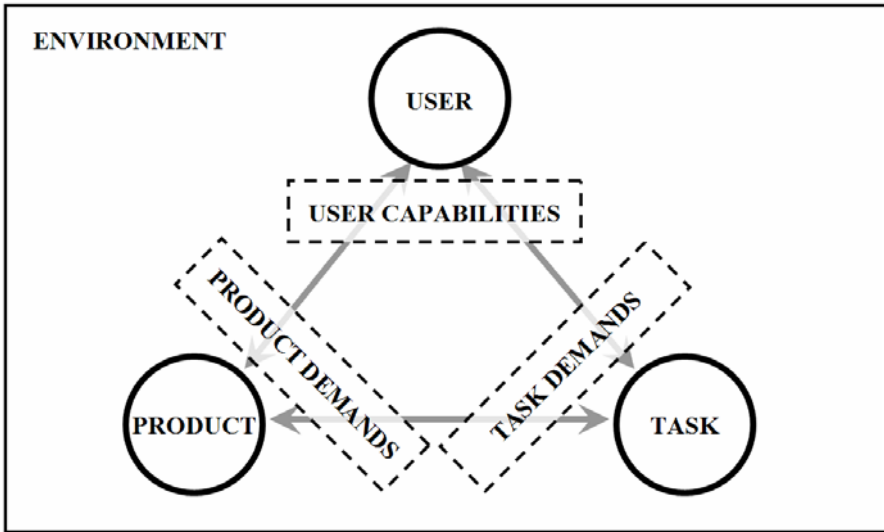 ENVIRONMENT
USER
USER CAPABILITIES
PRODUCT DEMANDS
TASK DEMANDS
PRODUCT
TASK